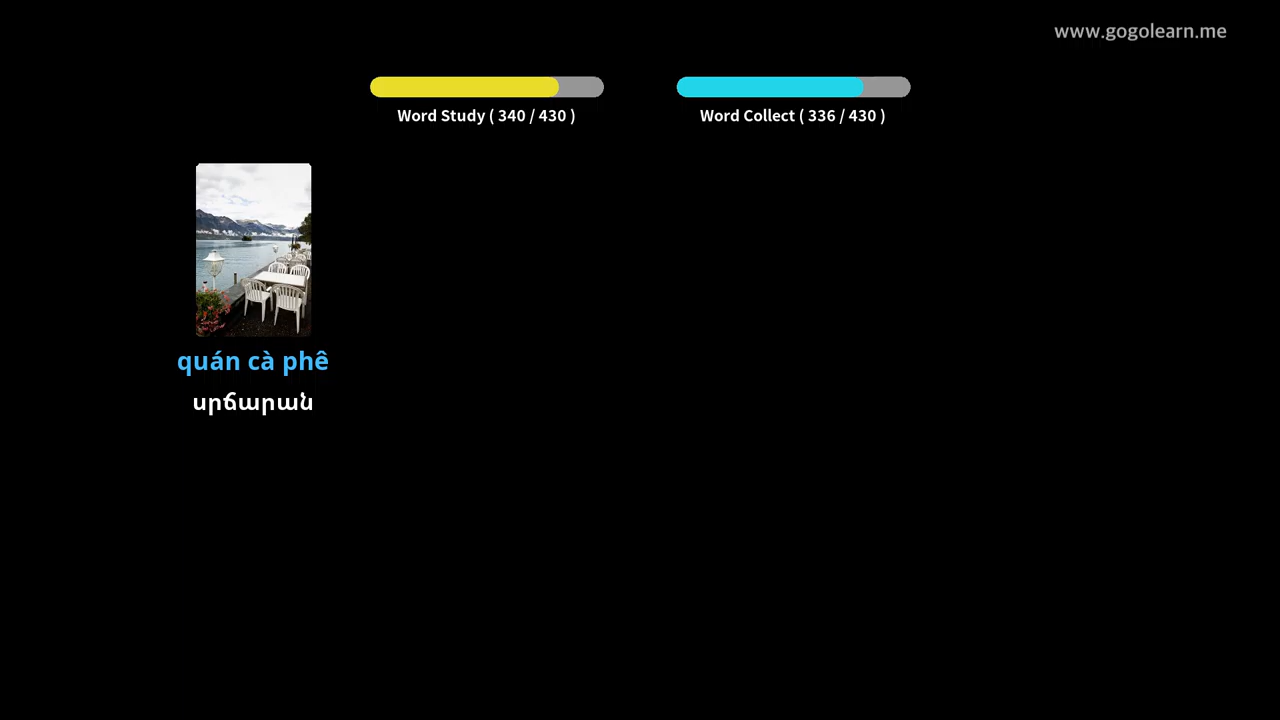 www.gogolearn.me
Word Study ( 340 / 430 )
Word Collect ( 336 / 430 )
quán cà phê
սրճարան